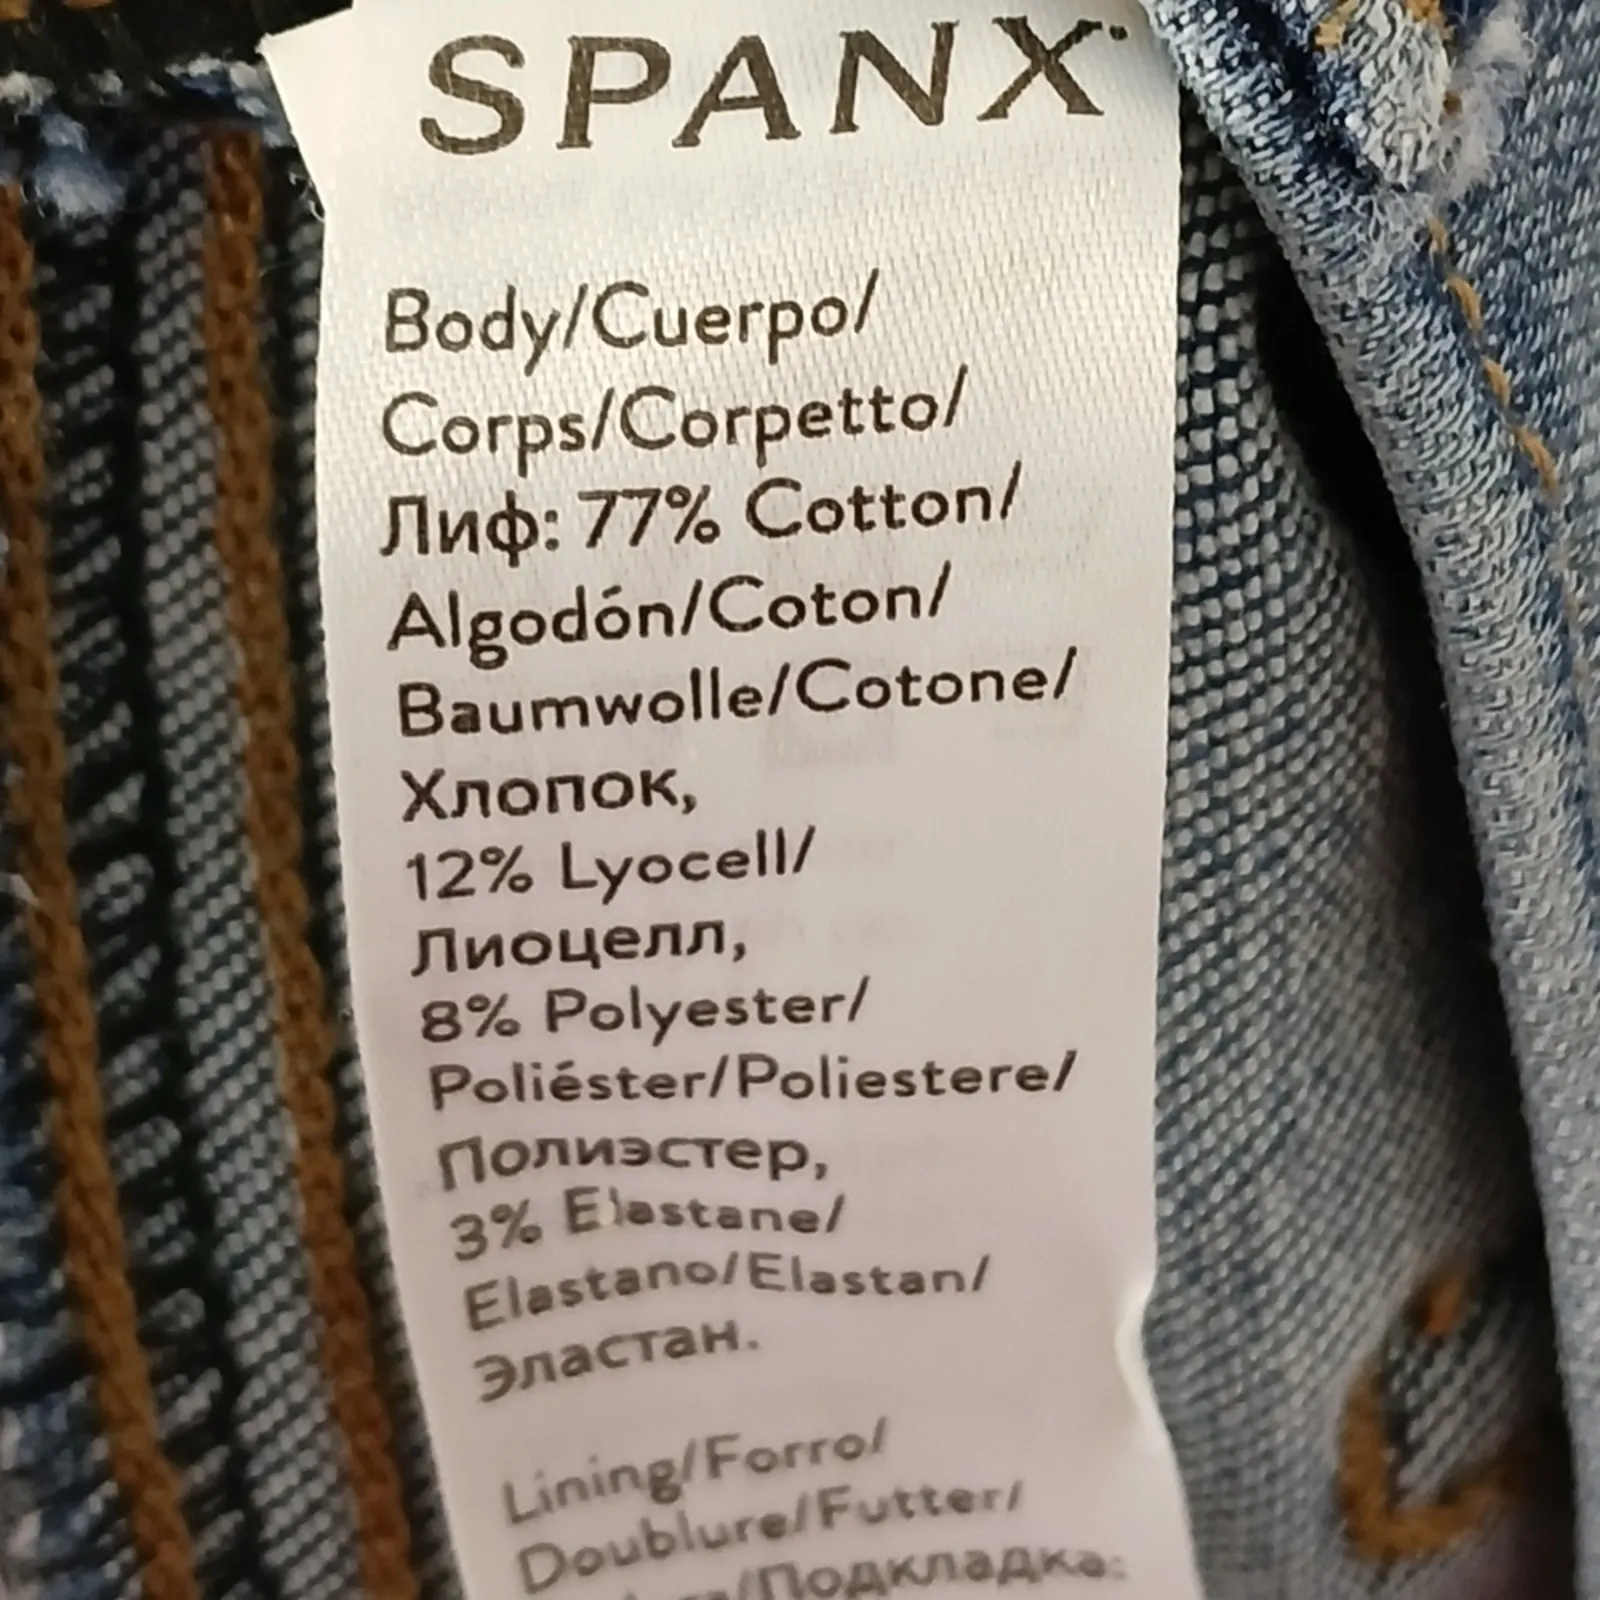 SPANX
Body/Cuerpo/
Corps/Corpetto/
Лиф: 77% Cotton/
Algodón/Coton/
Baumwolle/Cotone/
Хлопок,
12% Lyocell/
Лиоцелл,
8% Polyester/
Poliéster/Poliestere/
Полиэстер,
3% Elastane/
Elastano/Elastan/
Эластан.
Lining/Forro/
Doublure/Futter/
/Подкладка: